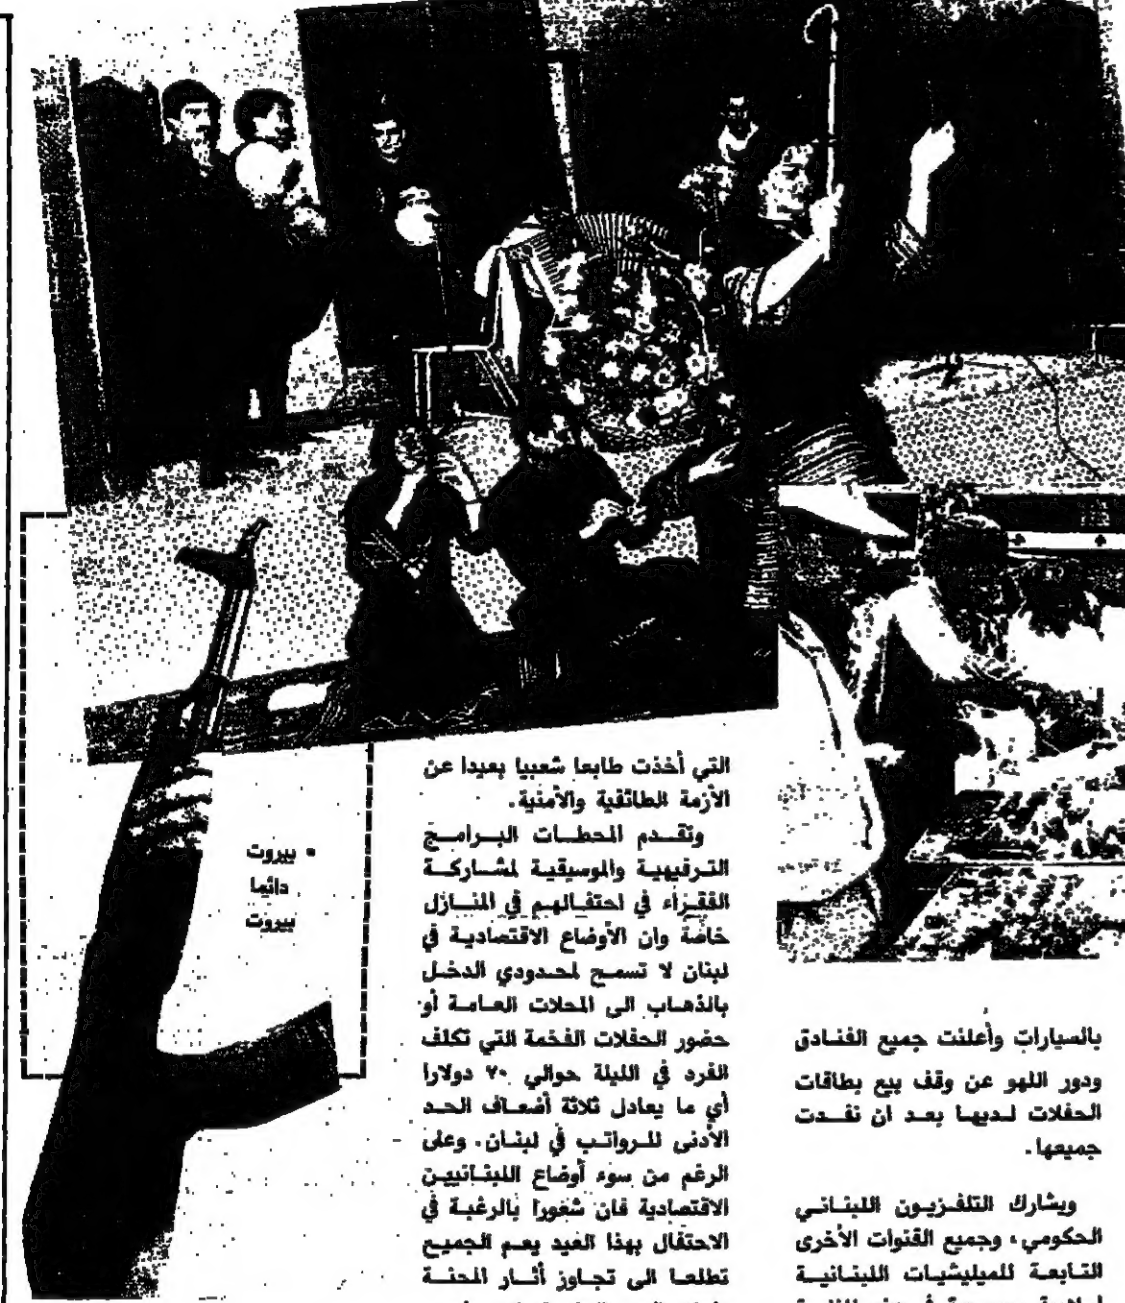 بالسيارات وأعلنت جميع الفنادق
ودور اللهو عن وقف بيع بطاقات
الحفلات لديها بعد ان نفدت
جميعها.
ويشارك التلفزيون اللبناني
الحكومي، وجميع القنوات الأخرى
التابعة للميليشيات اللبنانية
التي أخذت طابعا شعبيا بعيدا عن
الأزمة الطائفية والأمنية.
وتقدم المحطات البرامج
الترفيهية والموسيقية لمشاركة
الفقراء في احتفالهم في المنازل
خاصة وان الأوضاع الاقتصادية في
لبنان لا تسمح لمحدودي الدخل
بالذهاب الى المحلات العامة أو
حضور الحفلات الفخمة التي تكلف
الفرد في الليلة حوالي ٢٠ دولارا
أي ما يعادل ثلاثة أضعاف الحد
الأدنى للرواتب في لبنان. وعلى
الرغم من سوء أوضاع اللبنانيين
الاقتصادية فان شعورا بالرغبة في
الاحتفال بهذا العيد يعم الجميع
تطلعا الى تجاوز أثار المحنة
▪ بيروت
دائما
بيروت